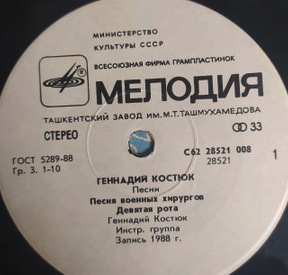 МИНИСТЕРСТВО
КУЛЬТУРЫ СССР
ВСЕСОЮЗНАЯ ФИРМА ГРАМПЛАСТИНОК
МЕЛОДИЯ
ТАШКЕНТСКИЙ ЗАВОД ИМ.М.Т.ТАШМУХАМЕДОВА
СТЕРЕО
33
ГОСТ 5289-88
Гр. 3. 1-10
С62 28521 008
28521
1
ГЕННАДИЙ КОСТЮК
Песни
Песня военных хирургов
Девятая рота
Геннадий Костюк
Инстр. группа
Запись 1988 г.